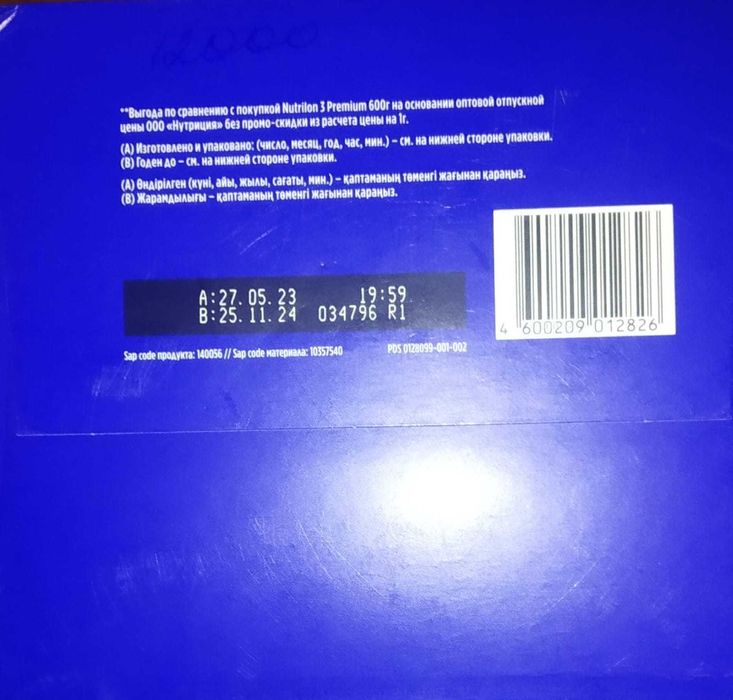 12000
**Выгода по сравнению с покупкой Nutrilon 3 Premium 600г на основании оптовой отпускной
цены ООО «Нутриция» без промо-скидки из расчета цены на 1г.
(А) Изготовлено и упаковано: (число, месяц, год, час, мин.) – см. на нижней стороне упаковки.
(В) Годен до – см. на нижней стороне упаковки.
(А) Өндірілген (күні, айы, жылы, сағаты, мин.) – қаптаманың төменгі жағынан қараңыз.
(В) Жарамдылығы – қаптаманың төменгі жағынан қараңыз.
A:27.05.23 19:59
B:25.11.24 034796 R1
4 600209 012826
Sap code продукта: 140056 // Sap code материала: 10357540 PDS 0128099-001-002